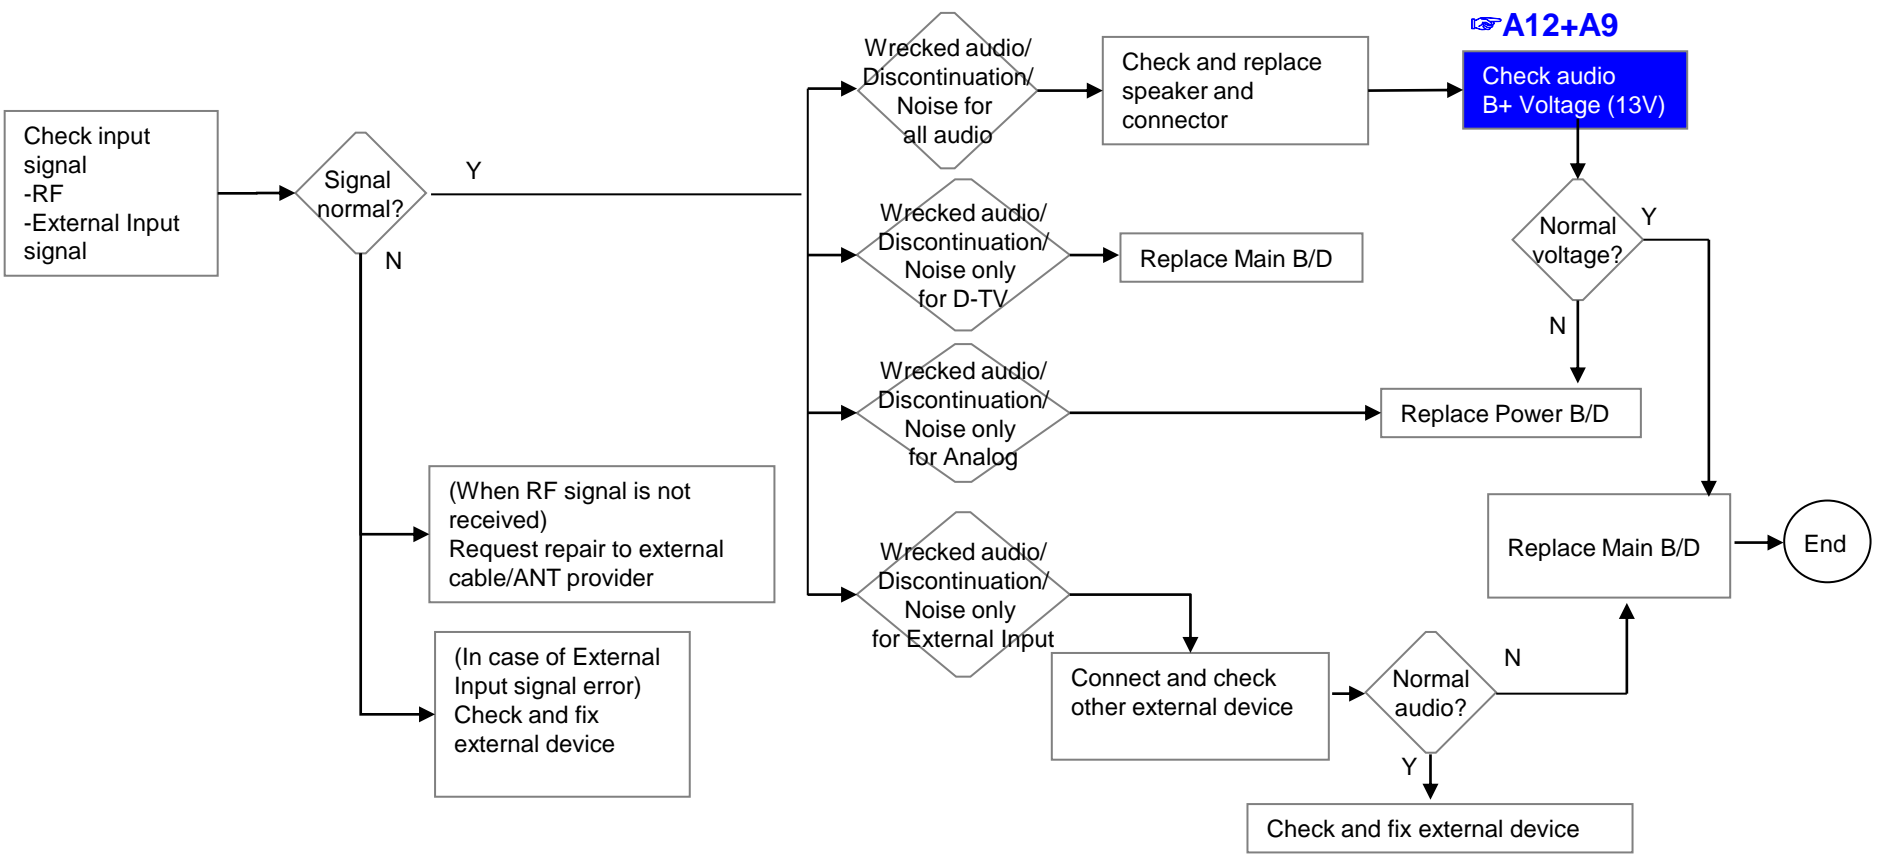 ☞A12+A9
Check input
signal
-RF
-External Input
signal
Signal
normal?
Y
N
Wrecked audio/
Discontinuation/
Noise for
all audio
Check and replace
speaker and
connector
Check audio
B+ Voltage (13V)
Normal
voltage?
Y
N
Wrecked audio/
Discontinuation/
Noise only
for D-TV
Replace Main B/D
Wrecked audio/
Discontinuation/
Noise only
for Analog
Replace Power B/D
(When RF signal is not
received)
Request repair to external
cable/ANT provider
(In case of External
Input signal error)
Check and fix
external device
Wrecked audio/
Discontinuation/
Noise only
for External Input
Connect and check
other external device
Normal
audio?
N
Y
Replace Main B/D
End
Check and fix external device